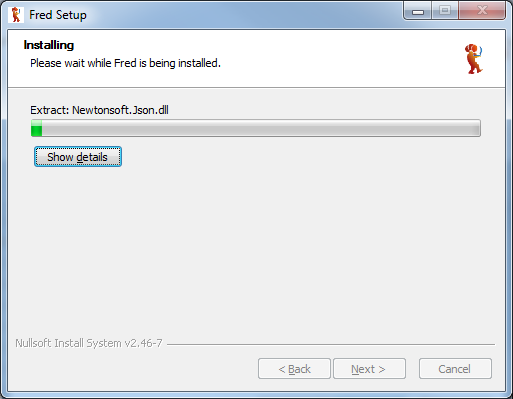 Fred Setup
Installing
Please wait while Fred is being installed.
Extract: Newtonsoft.Json.dll
Show details
Nullsoft Install System v2.46-7
< Back
Next >
Cancel